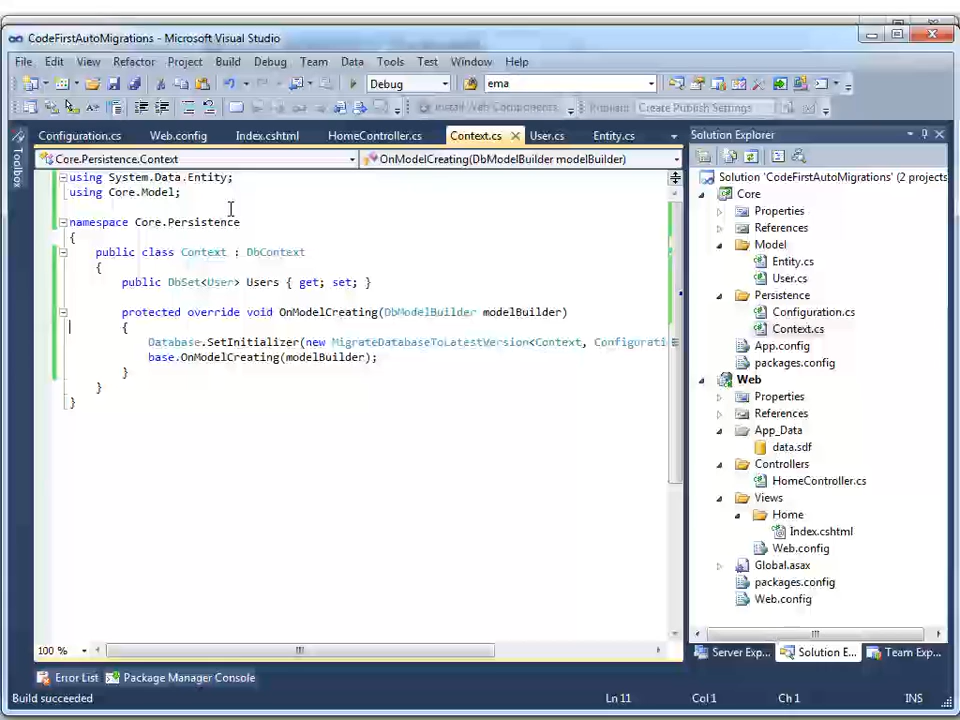 CodeFirstAutoMigrations - Microsoft Visual Studio
File Edit View Refactor Project Build Debug Team Data Tools Test Window Help
Debug ema
Install Web Components Publish: Create Publish Settings
Configuration.cs Web.config Index.cshtml HomeController.cs Context.cs User.cs Entity.cs
Core.Persistence.Context OnModelCreating(DbModelBuilder modelBuilder)
using System.Data.Entity;
using Core.Model;
namespace Core.Persistence
{
public class Context : DbContext
{
public DbSet<User> Users { get; set; }
protected override void OnModelCreating(DbModelBuilder modelBuilder)
{
Database.SetInitializer(new MigrateDatabaseToLatestVersion<Context, Configurati
base.OnModelCreating(modelBuilder);
}
}
}
100 %
Toolbox
Solution Explorer
Solution 'CodeFirstAutoMigrations' (2 projects
Core
Properties
References
Model
Entity.cs
User.cs
Persistence
Configuration.cs
Context.cs
App.config
packages.config
Web
Properties
References
App_Data
data.sdf
Controllers
HomeController.cs
Views
Home
Index.cshtml
Web.config
Global.asax
packages.config
Web.config
Server Exp... Solution E... Team Exp...
Error List Package Manager Console
Build succeeded Ln 11 Col 1 Ch 1 INS